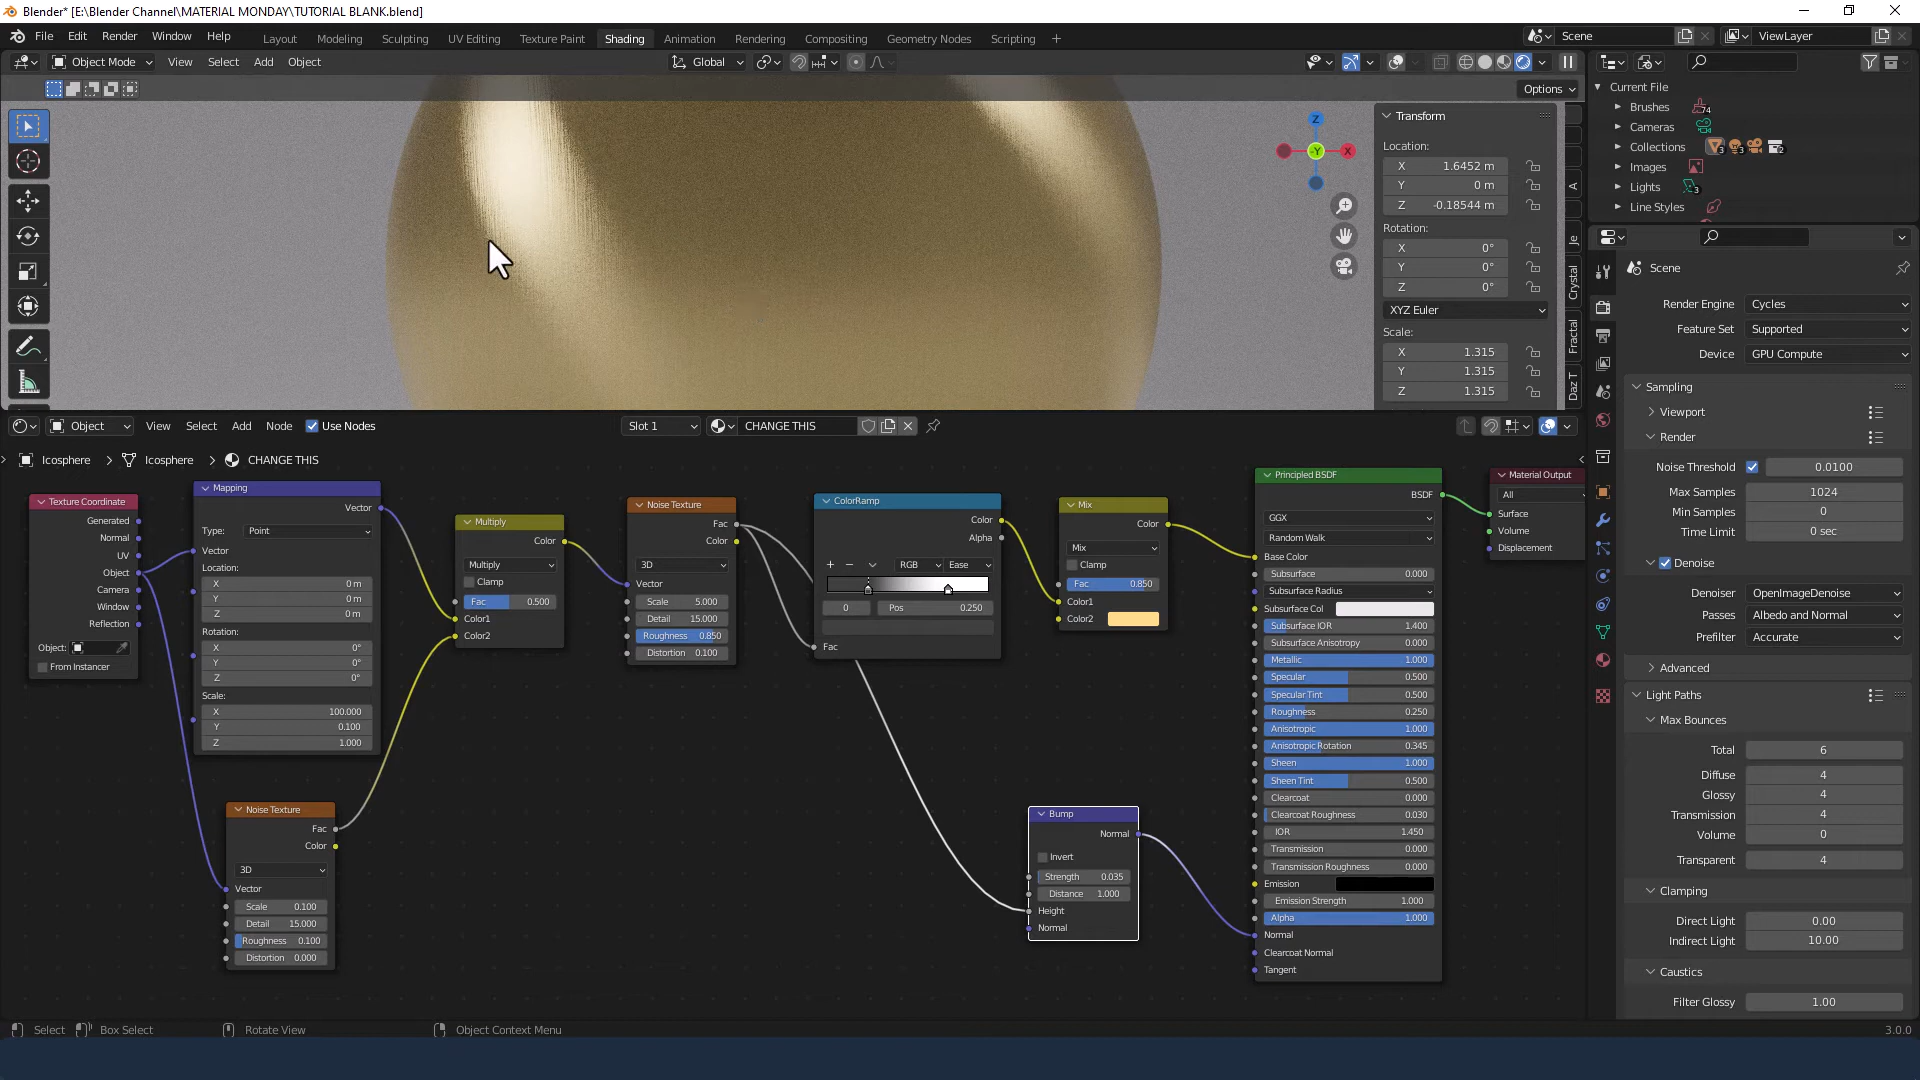 Blender* [E:\Blender Channel\MATERIAL MONDAY\TUTORIAL BLANK.blend]
File Edit Render Window Help
Layout Modeling Sculpting UV Editing Texture Paint Shading Animation Rendering Compositing Geometry Nodes Scripting +
Scene
ViewLayer
Object Mode View Select Add Object
Global
Options
Current File
Brushes 74
Cameras
Collections 3 3 2
Images
Lights 3
Line Styles
Z
X
-Y
Transform
Location:
X 1.6452 m
Y 0 m
Z -0.18544 m
Rotation:
X 0°
Y 0°
Z 0°
XYZ Euler
Scale:
X 1.315
Y 1.315
Z 1.315
A
Je
Crystal
Fractal
Daz T
Scene
Render Engine Cycles
Feature Set Supported
Device GPU Compute
Sampling
Viewport
Render
Noise Threshold 0.0100
Max Samples 1024
Min Samples 0
Time Limit 0 sec
Denoise
Denoiser OpenImageDenoise
Passes Albedo and Normal
Prefilter Accurate
Advanced
Light Paths
Max Bounces
Total 6
Diffuse 4
Glossy 4
Transmission 4
Volume 0
Transparent 4
Clamping
Direct Light 0.00
Indirect Light 10.00
Caustics
Filter Glossy 1.00
Object View Select Add Node Use Nodes
Slot 1
CHANGE THIS
Icosphere > Icosphere > CHANGE THIS
Texture Coordinate
Generated
Normal
UV
Object
Camera
Window
Reflection
Object:
From Instancer
Mapping
Vector
Type: Point
Vector
Location:
X 0 m
Y 0 m
Z 0 m
Rotation:
X 0°
Y 0°
Z 0°
Scale:
X 100.000
Y 0.100
Z 1.000
Noise Texture
Fac
Color
3D
Vector
Scale 0.100
Detail 15.000
Roughness 0.100
Distortion 0.000
Multiply
Color
Multiply
Clamp
Fac 0.500
Color1
Color2
Noise Texture
Fac
Color
3D
Vector
Scale 5.000
Detail 15.000
Roughness 0.850
Distortion 0.100
ColorRamp
Color
Alpha
RGB Ease
0 Pos 0.250
Fac
Mix
Color
Mix
Clamp
Fac 0.850
Color1
Color2
Bump
Normal
Invert
Strength 0.035
Distance 1.000
Height
Normal
Principled BSDF
BSDF
GGX
Random Walk
Base Color
Subsurface 0.000
Subsurface Radius
Subsurface Col
Subsurface IOR 1.400
Subsurface Anisotropy 0.000
Metallic 1.000
Specular 0.500
Specular Tint 0.500
Roughness 0.250
Anisotropic 1.000
Anisotropic Rotation 0.345
Sheen 1.000
Sheen Tint 0.500
Clearcoat 0.000
Clearcoat Roughness 0.030
IOR 1.450
Transmission 0.000
Transmission Roughness 0.000
Emission
Emission Strength 1.000
Alpha 1.000
Normal
Clearcoat Normal
Tangent
Material Output
All
Surface
Volume
Displacement
Select Box Select Rotate View Object Context Menu
3.0.0